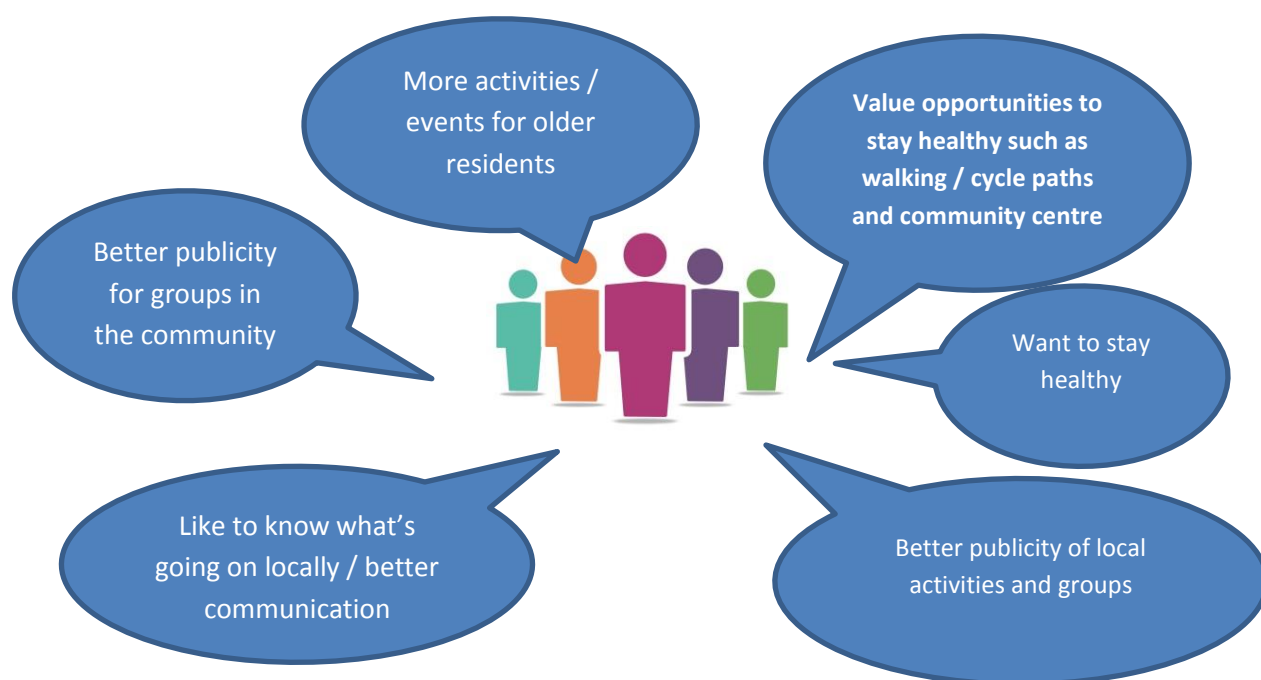 More activities /
events for older
residents
Value opportunities to
stay healthy such as
walking / cycle paths
and community centre
Better publicity
for groups in
the community
Want to stay
healthy
Like to know what’s
going on locally / better
communication
Better publicity of local
activities and groups